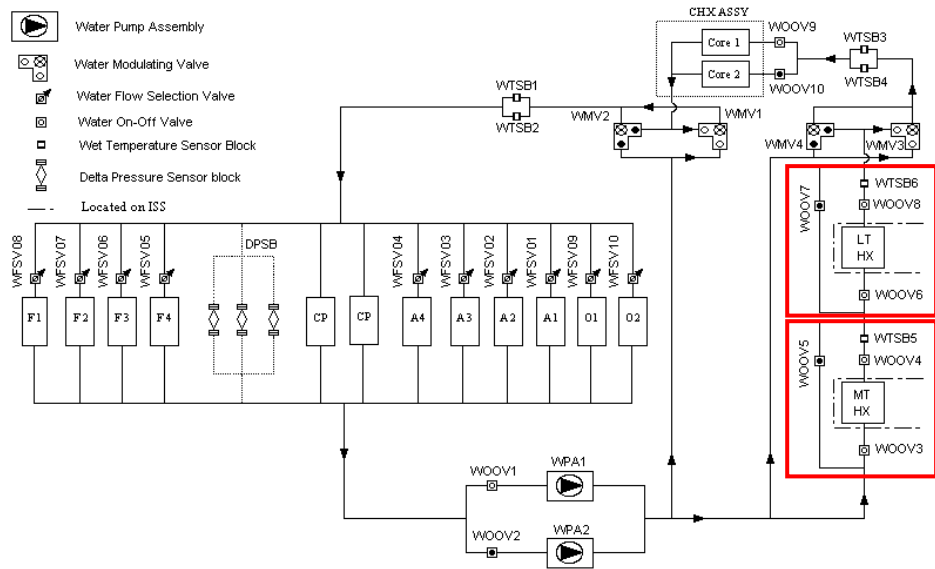 Water Pump Assembly
Water Modulating Valve
Water Flow Selection Valve
Water On-Off Valve
Wet Temperature Sensor Block
Delta Pressure Sensor block
Located on ISS
CHX ASSY
WOOV9
Core 1
Core 2
WOOV10
WTSB3
WTSB4
WTSB1
WTSB2
WMV2
WMV1
WMV4
WMV3
WTSB6
WOOV7
WOOV8
LT
HX
WOOV6
WTSB5
WOOV5
WOOV4
MT
HX
WOOV3
WFSV08
WFSV07
WFSV06
WFSV05
DPSB
WFSV04
WFSV03
WFSV02
WFSV01
WFSV09
WFSV10
F1
F2
F3
F4
CP
CP
A4
A3
A2
A1
O1
O2
WOOV1
WPA1
WOOV2
WPA2